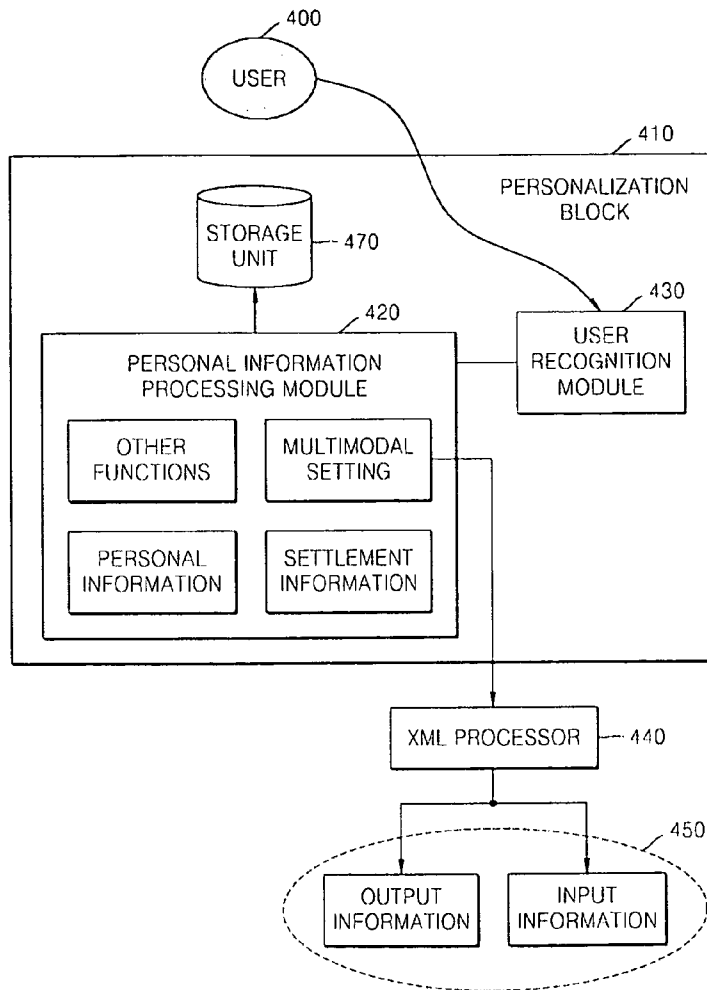 400
USER
410
PERSONALIZATION
BLOCK
STORAGE
UNIT
470
420
430
PERSONAL INFORMATION
PROCESSING MODULE
USER
RECOGNITION
MODULE
OTHER
FUNCTIONS
MULTIMODAL
SETTING
PERSONAL
INFORMATION
SETTLEMENT
INFORMATION
XML PROCESSOR
440
450
OUTPUT
INFORMATION
INPUT
INFORMATION